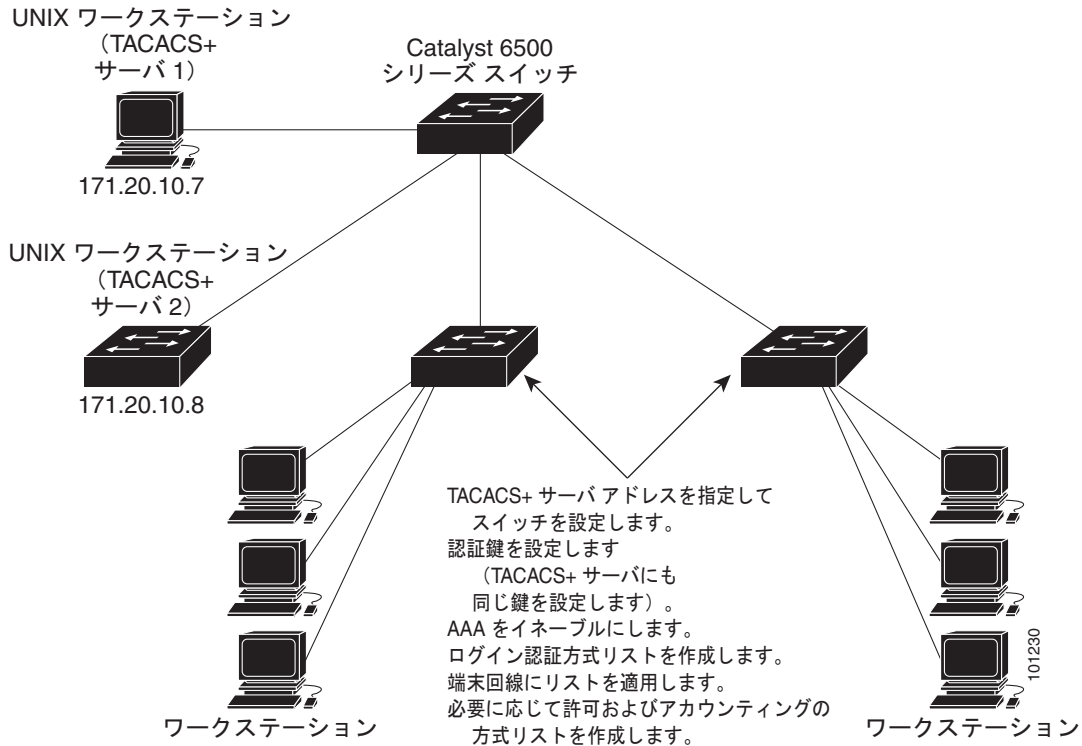 UNIX ワークステーション
（TACACS+
サーバ 1）
171.20.10.7
Catalyst 6500
シリーズ スイッチ
UNIX ワークステーション
（TACACS+
サーバ 2）
171.20.10.8
TACACS+ サーバ アドレスを指定して
スイッチを設定します。
認証鍵を設定します
（TACACS+ サーバにも
同じ鍵を設定します）。
AAA をイネーブルにします。
ログイン認証方式リストを作成します。
端末回線にリストを適用します。
必要に応じて許可およびアカウンティングの
方式リストを作成します。
ワークステーション
ワークステーション
101230